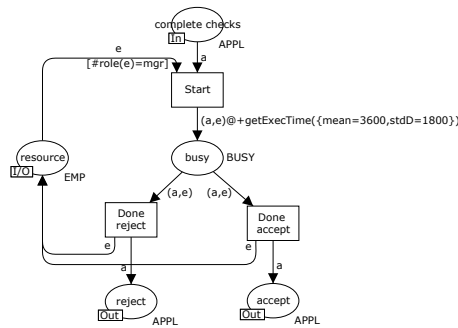 complete checks
In
APPL
e
a
[#role(e)=mgr]
Start
(a,e)@+getExecTime({mean=3600,stdD=1800})
resource
I/O
EMP
busy
BUSY
(a,e)
(a,e)
Done
reject
Done
accept
e
e
a
a
reject
Out
APPL
accept
Out
APPL